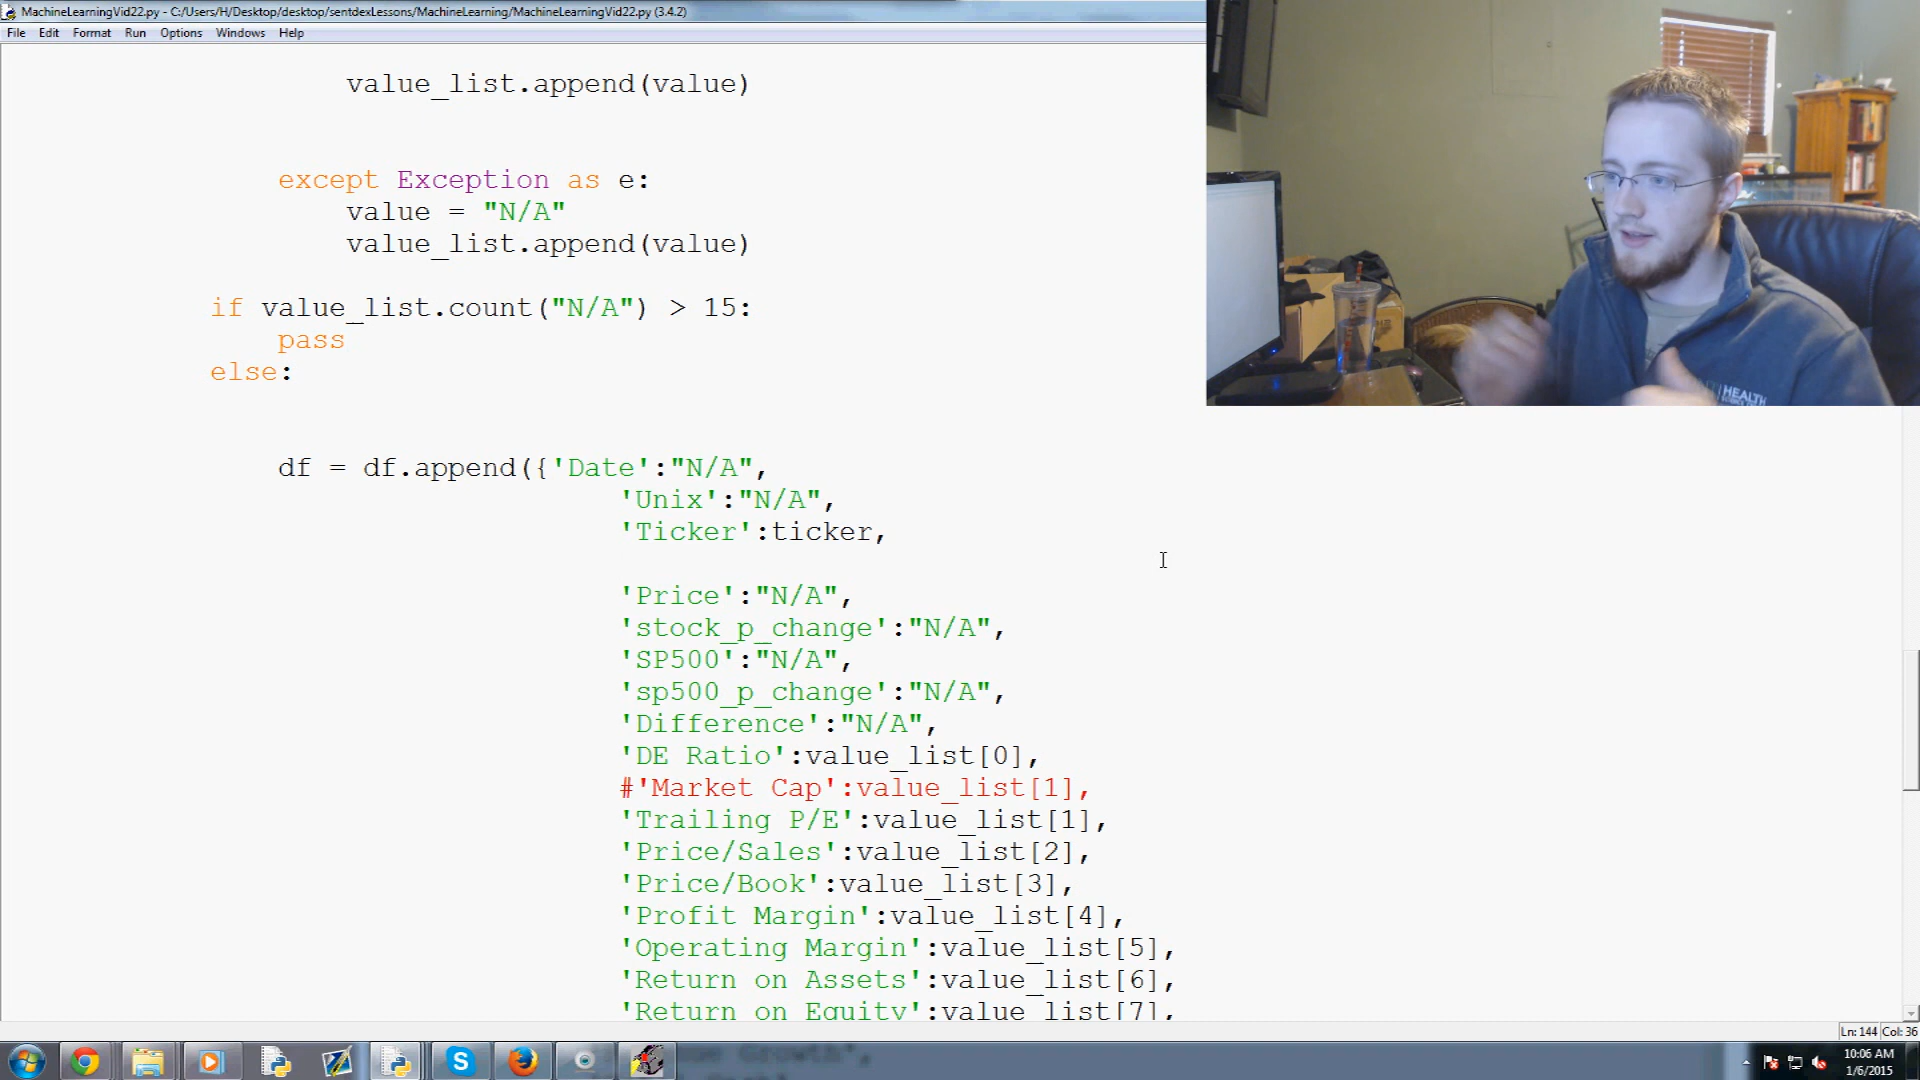 MachineLearningVid22.py - C:/Users/H/Desktop/desktop/sentdexLessons/MachineLearning/MachineLearningVid22.py (3.4.2)
File Edit Format Run Options Windows Help
value_list.append(value)
except Exception as e:
value = "N/A"
value_list.append(value)
if value_list.count("N/A") > 15:
pass
else:
df = df.append({'Date':"N/A",
'Unix':"N/A",
'Ticker':ticker,
'Price':"N/A",
'stock_p_change':"N/A",
'SP500':"N/A",
'sp500_p_change':"N/A",
'Difference':"N/A",
'DE Ratio':value_list[0],
#'Market Cap':value_list[1],
'Trailing P/E':value_list[1],
'Price/Sales':value_list[2],
'Price/Book':value_list[3],
'Profit Margin':value_list[4],
'Operating Margin':value_list[5],
'Return on Assets':value_list[6],
'Return on Equity':value_list[7],
HEALTH
Ln: 144 Col: 36
Growth',
10:06 AM
1/6/2015